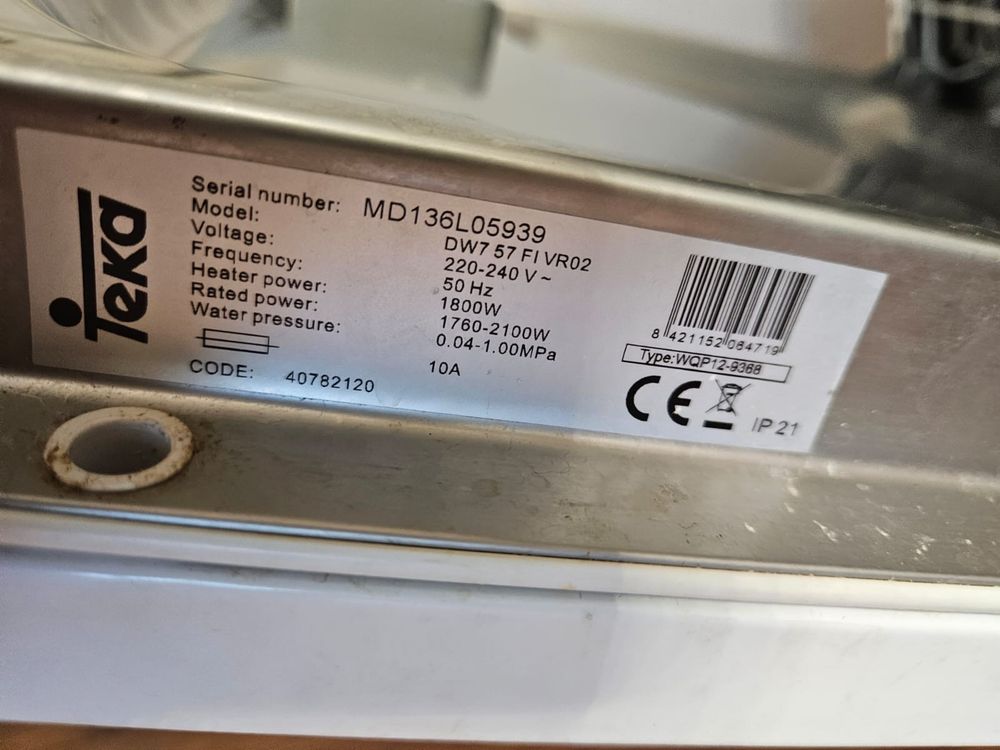 Teka
Serial number: MD136L05939
Model: DW7 57 FI VR02
Voltage: 220-240 V ~
Frequency: 50 Hz
Heater power: 1800W
Rated power: 1760-2100W
Water pressure: 0.04-1.00MPa
10A
CODE: 40782120
8 421152 064719
Type:WQP12-9368
CE
IP 21